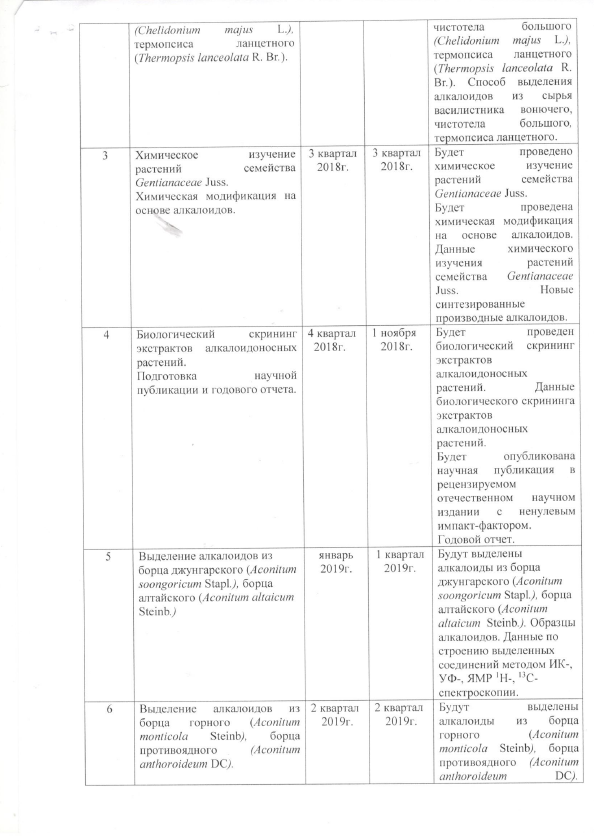 (Chelidonium majus L.),
термопсиса ланцетного
(Thermopsis lanceolata R. Br.).
чистотела большого
(Chelidonium majus L.),
термопсиса ланцетного
(Thermopsis lanceolata R.
Br.). Способ выделения
алкалоидов из сырья
василистника вонючего,
чистотела большого,
термопсиса ланцетного.
3
Химическое изучение
растений семейства
Gentianaceae Juss.
Химическая модификация на
основе алкалоидов.
3 квартал
2018г.
3 квартал
2018г.
Будет проведено
химическое изучение
растений семейства
Gentianaceae Juss.
Будет проведена
химическая модификация
на основе алкалоидов.
Данные химического
изучения растений
семейства Gentianaceae
Juss. Новые
синтезированные
производные алкалоидов.
4
Биологический скрининг
экстрактов алкалоидоносных
растений.
Подготовка научной
публикации и годового отчета.
4 квартал
2018г.
1 ноября
2018г.
Будет проведен
биологический скрининг
экстрактов
алкалоидоносных
растений. Данные
биологического скрининга
экстрактов
алкалоидоносных
растений.
Будет опубликована
научная публикация в
рецензируемом
отечественном научном
издании с ненулевым
импакт-фактором.
Годовой отчет.
5
Выделение алкалоидов из
борца джунгарского (Aconitum
soongoricum Stapl.), борца
алтайского (Aconitum altaicum
Steinb.)
январь
2019г.
1 квартал
2019г.
Будут выделены
алкалоиды из борца
джунгарского (Aconitum
soongoricum Stapl.), борца
алтайского (Aconitum
altaicum Steinb.). Образцы
алкалоидов. Данные по
строению выделенных
соединений методом ИК-,
УФ-, ЯМР ¹Н-, ¹³С-
спектроскопии.
6
Выделение алкалоидов из
борца горного (Aconitum
monticola Steinb), борца
противоядного (Aconitum
anthoroideum DC).
2 квартал
2019г.
2 квартал
2019г.
Будут выделены
алкалоиды из борца
горного (Aconitum
monticola Steinb), борца
противоядного (Aconitum
anthoroideum DC).